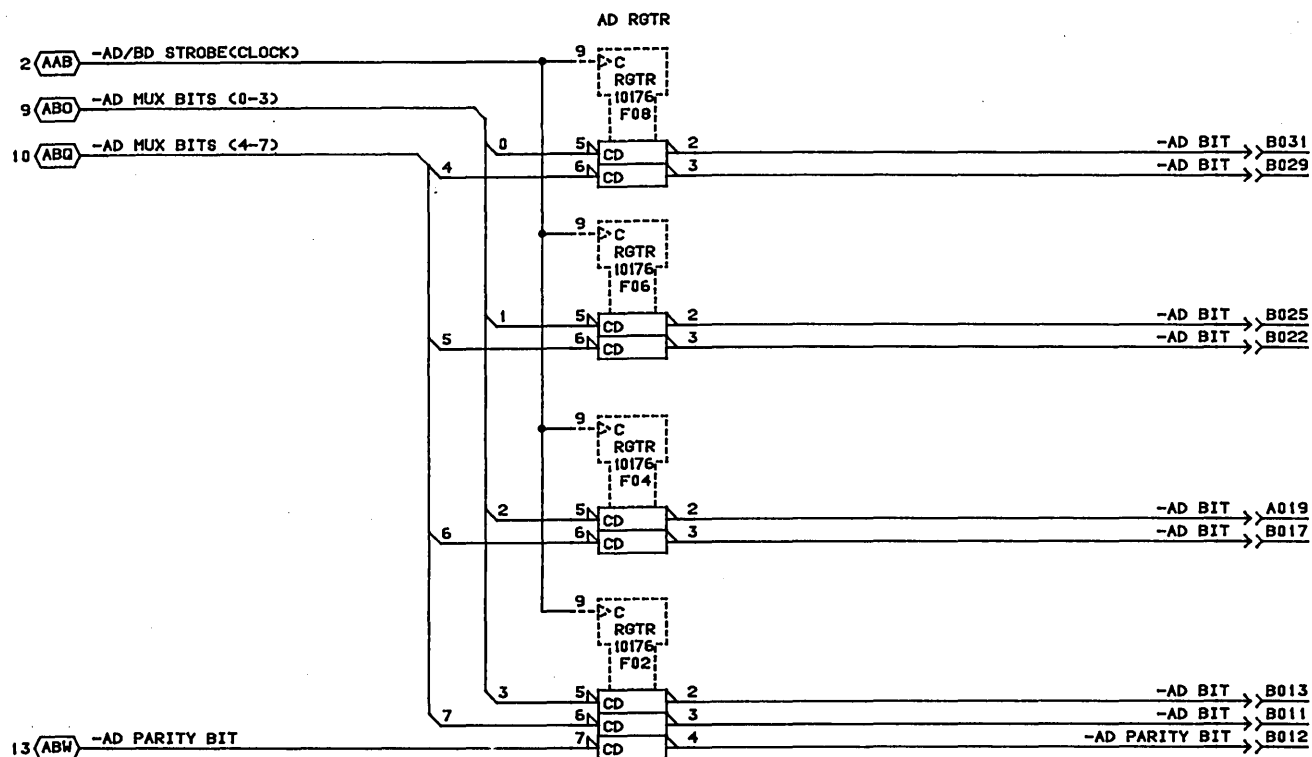 AD RGTR
2 AAB -AD/BD STROBE(CLOCK) 9 C
RGTR
10176
F08
9 ABO -AD MUX BITS (0-3)
10 ABQ -AD MUX BITS (4-7)
0 5 CD 2 -AD BIT B031
4 6 CD 3 -AD BIT B029
9 C
RGTR
10176
F06
1 5 CD 2 -AD BIT B025
5 6 CD 3 -AD BIT B022
9 C
RGTR
10176
F04
2 5 CD 2 -AD BIT A019
6 6 CD 3 -AD BIT B017
9 C
RGTR
10176
F02
3 5 CD 2 -AD BIT B013
7 6 CD 3 -AD BIT B011
13 ABW -AD PARITY BIT 7 CD 4 -AD PARITY BIT B012